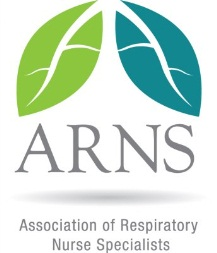 ARNS
Association of Respiratory
Nurse Specialists